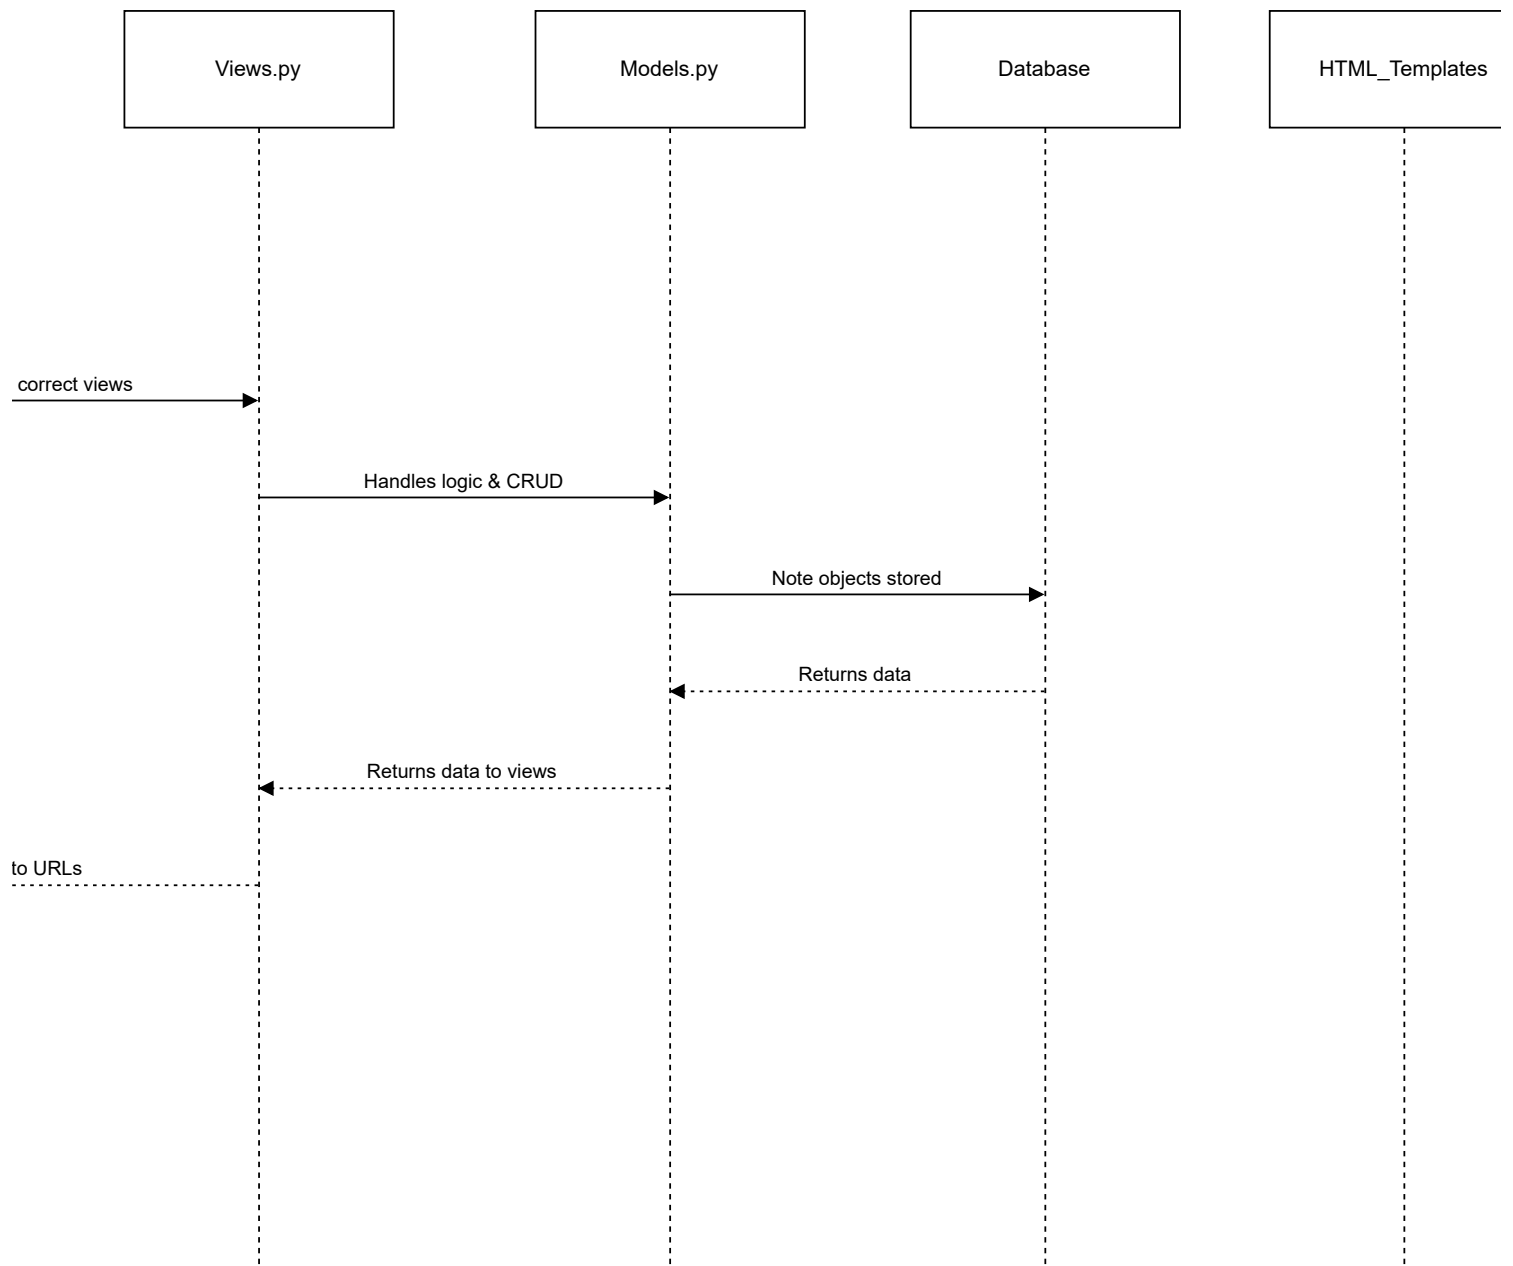 Views.py
Models.py
Database
HTML_Templates
correct views
Handles logic & CRUD
Note objects stored
Returns data
Returns data to views
to URLs